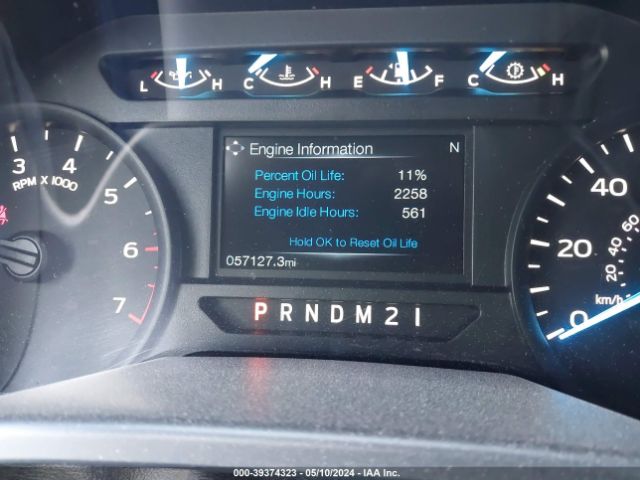 L H C H E F C H
3 4 5 6 7
RPM X 1000
Engine Information N
Percent Oil Life: 11%
Engine Hours: 2258
Engine Idle Hours: 561
Hold OK to Reset Oil Life
057127.3mi
P R N D M 2 1
40
20
0
60
40
20
km/h
000-39374323 - 05/10/2024 - IAA Inc.